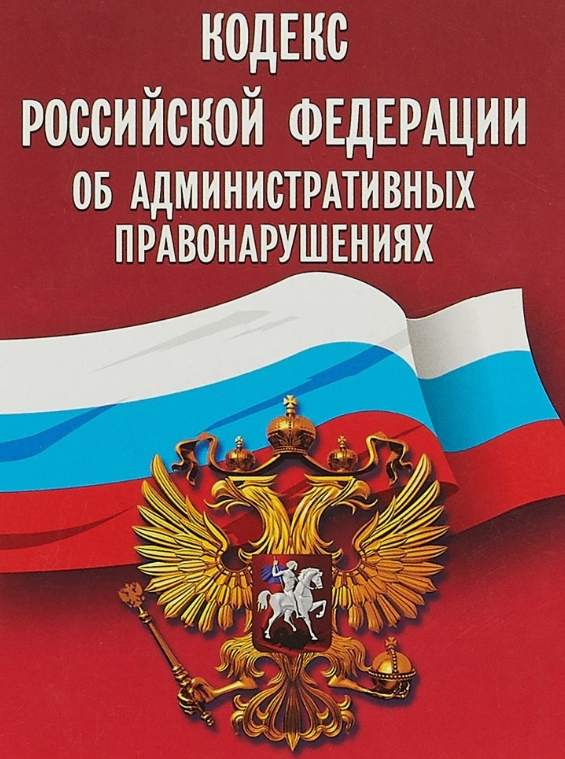 КОДЕКС
РОССИЙСКОЙ ФЕДЕРАЦИИ
ОБ АДМИНИСТРАТИВНЫХ
ПРАВОНАРУШЕНИЯХ